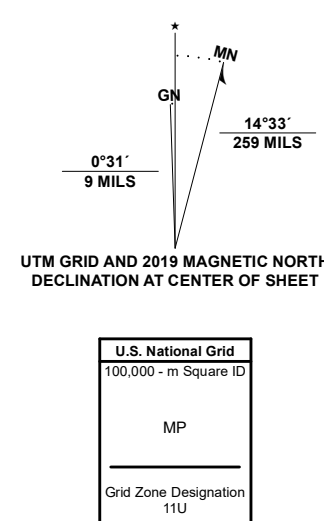 ★
MN
GN
14°33´
259 MILS
0°31´
9 MILS
UTM GRID AND 2019 MAGNETIC NORTH
DECLINATION AT CENTER OF SHEET
U.S. National Grid
100,000 - m Square ID
MP
Grid Zone Designation
11U